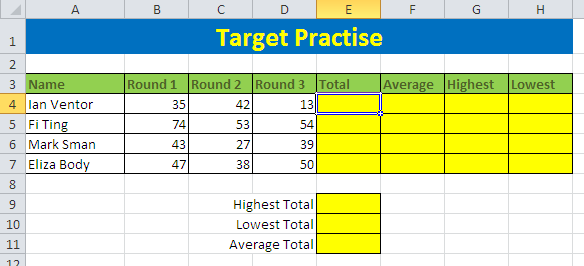 A B C D E F G H
1 Target Practise
2
3 Name Round 1 Round 2 Round 3 Total Average Highest Lowest
4 Ian Ventor 35 42 13
5 Fi Ting 74 53 54
6 Mark Sman 43 27 39
7 Eliza Body 47 38 50
8
9 Highest Total
10 Lowest Total
11 Average Total
12